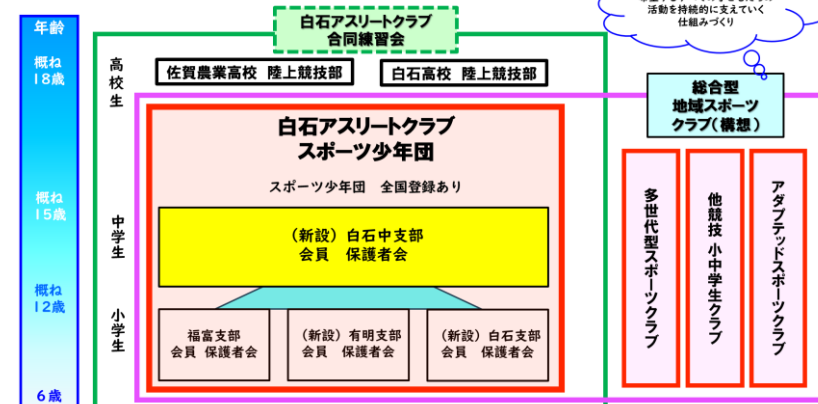 活動を持続的に支えていく
仕組みづくり
年齢
概ね
18歳
概ね
15歳
概ね
12歳
6歳
白石アスリートクラブ
合同練習会
高校生
佐賀農業高校 陸上競技部
白石高校 陸上競技部
白石アスリートクラブ
スポーツ少年団
スポーツ少年団 全国登録あり
中学生
（新設）白石中支部
会員 保護者会
小学生
福富支部
会員 保護者会
（新設）有明支部
会員 保護者会
（新設）白石支部
会員 保護者会
総合型
地域スポーツ
クラブ（構想）
多世代型スポーツクラブ
他競技 小中学生クラブ
アダプテッドスポーツクラブ